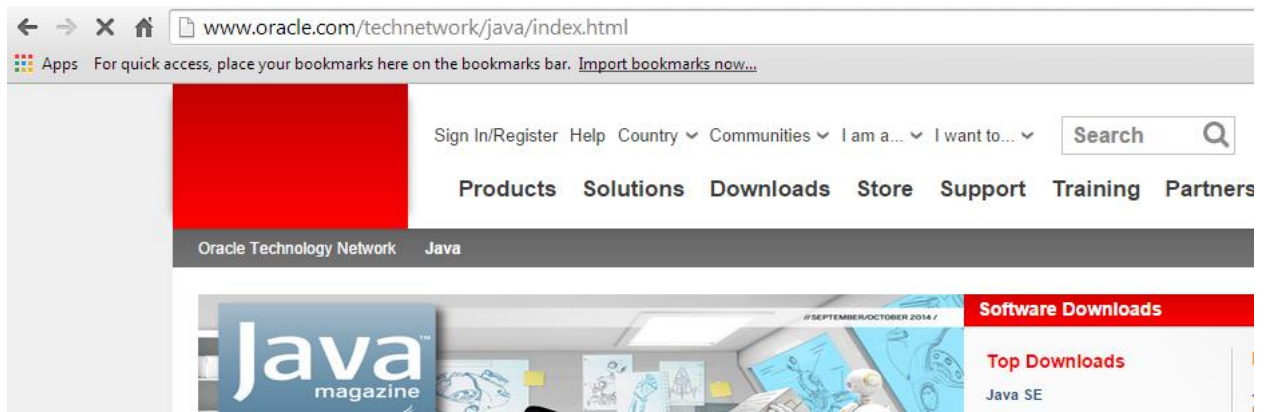 www.oracle.com/technetwork/java/index.html
Apps For quick access, place your bookmarks here on the bookmarks bar. Import bookmarks now...
Sign In/Register Help Country Communities I am a... I want to... Search
Products Solutions Downloads Store Support Training Partners
Oracle Technology Network Java
//SEPTEMBER/OCTOBER 2014 /
Software Downloads
Java™
magazine
Top Downloads
Java SE